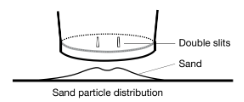 Double slits
Sand
Sand particle distribution